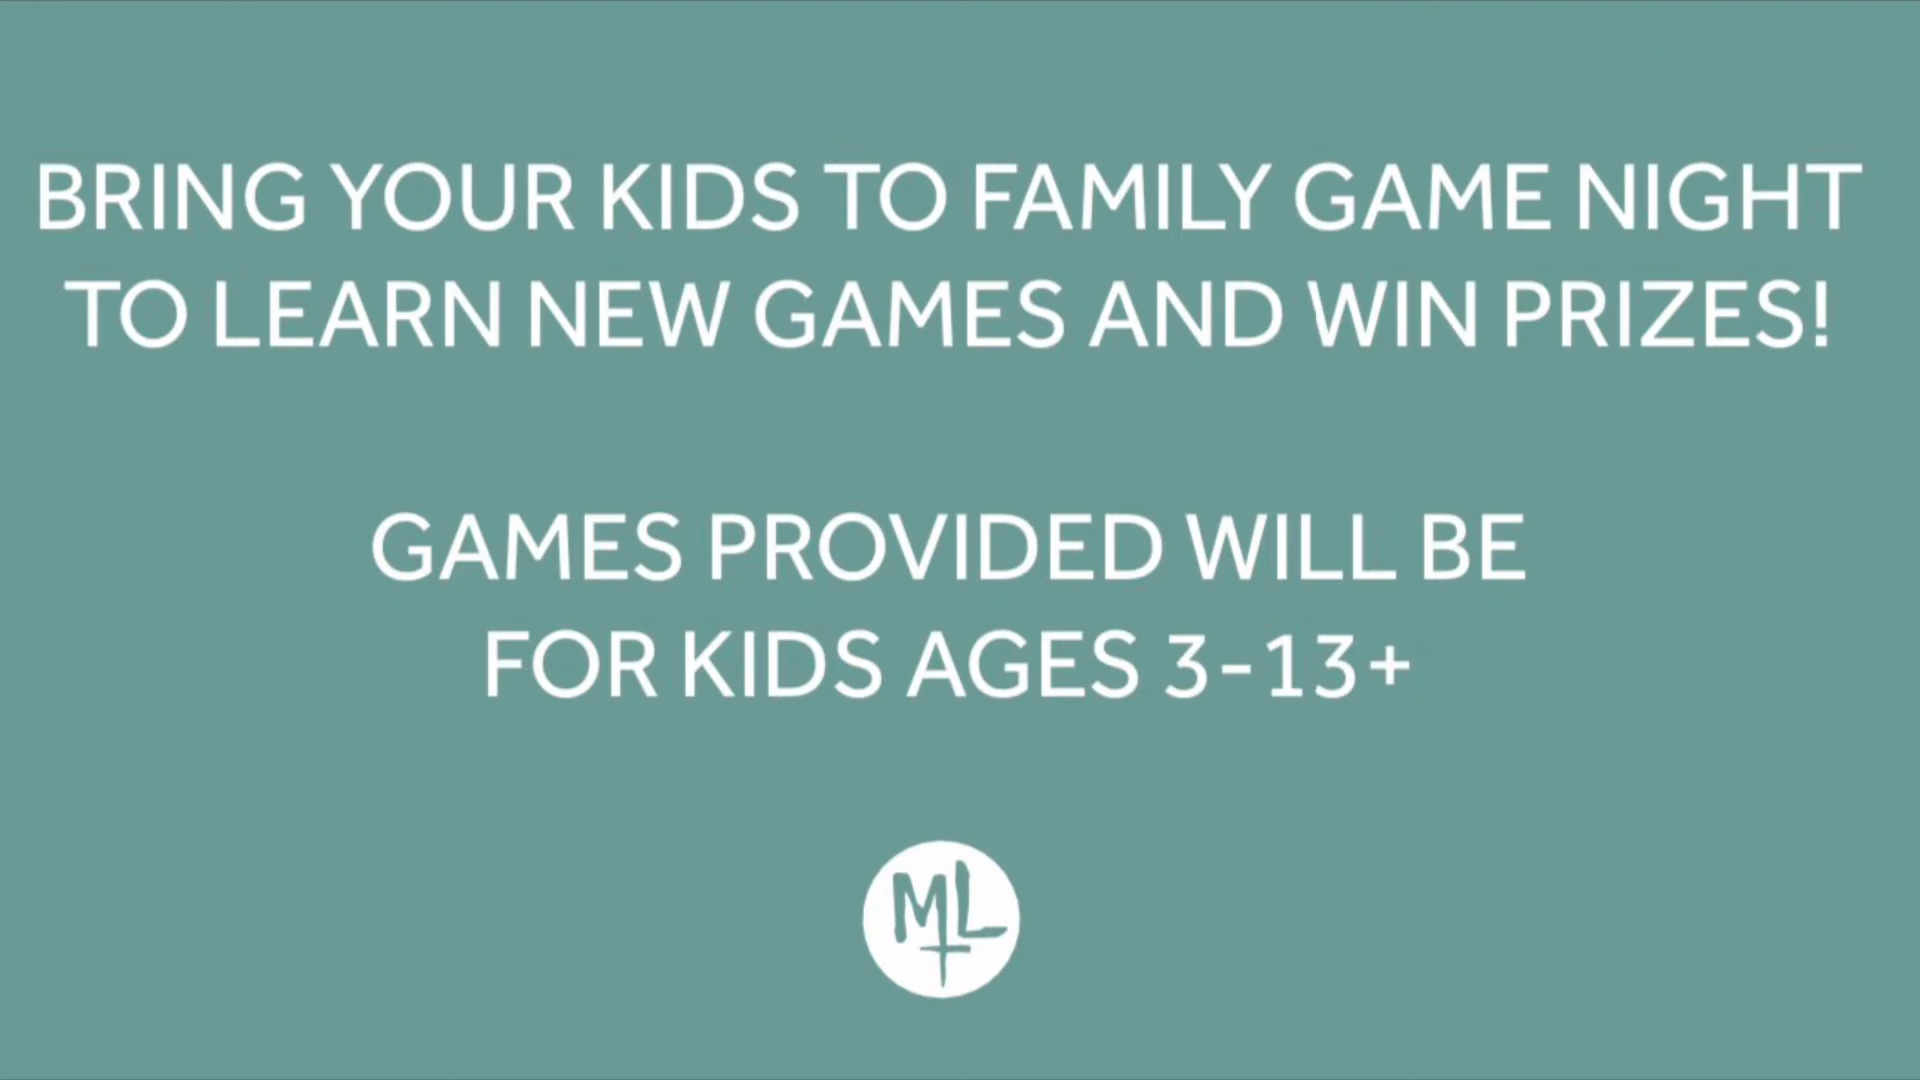 BRING YOUR KIDS TO FAMILY GAME NIGHT
TO LEARN NEW GAMES AND WIN PRIZES!
GAMES PROVIDED WILL BE
FOR KIDS AGES 3-13+
ML